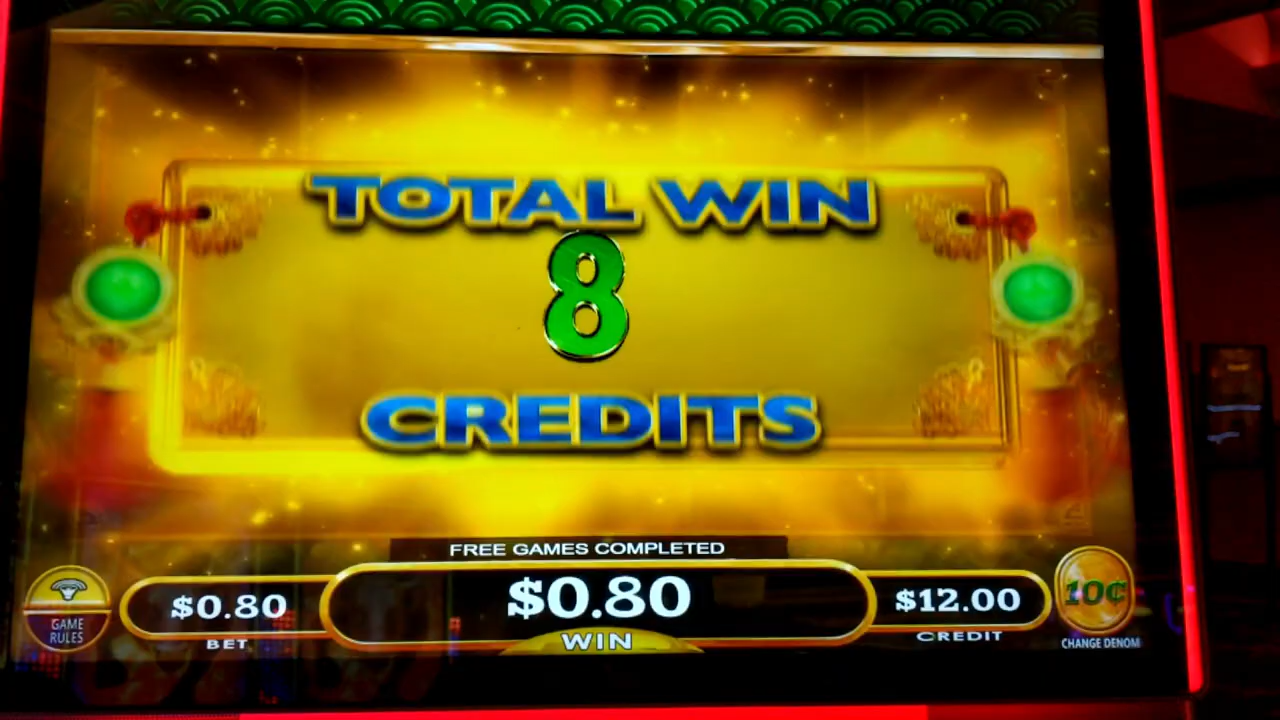 TOTAL WIN
8
CREDITS
FREE GAMES COMPLETED
$0.80
BET
$0.80
WIN
$12.00
CREDIT
10¢
CHANGE DENOM
GAME
RULES